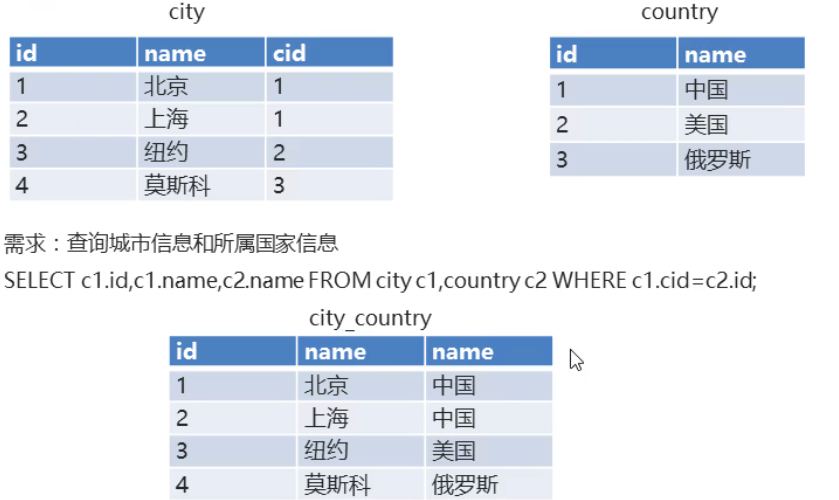 city country
id name cid id name
1 北京 1 1 中国
2 上海 1 2 美国
3 纽约 2 3 俄罗斯
4 莫斯科 3
需求：查询城市信息和所属国家信息
SELECT c1.id,c1.name,c2.name FROM city c1,country c2 WHERE c1.cid=c2.id;
city_country
id name name
1 北京 中国
2 上海 中国
3 纽约 美国
4 莫斯科 俄罗斯